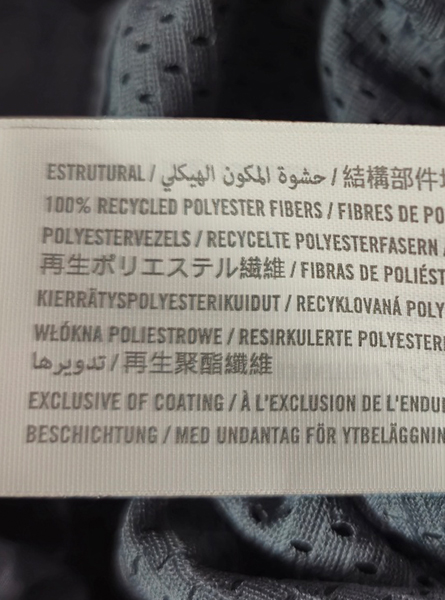 ESTRUTURAL / حشوة المكون الهيكلي / 結構部件
100% RECYCLED POLYESTER FIBERS / FIBRES DE PO
POLYESTERVEZELS / RECYCELTE POLYESTERFASERN /
再生ポリエステル繊維 / FIBRAS DE POLIÉST
KIERRÄTYSPOLYESTERIKUIDUT / RECYKLOVANÁ POLY
WŁÓKNA POLIESTROWE / RESIRKULERTE POLYESTER
تدويرها / 再生聚酯纖維
EXCLUSIVE OF COATING / À L'EXCLUSION DE L'ENDU
BESCHICHTUNG / MED UNDANTAG FÖR YTBELÄGGNIN